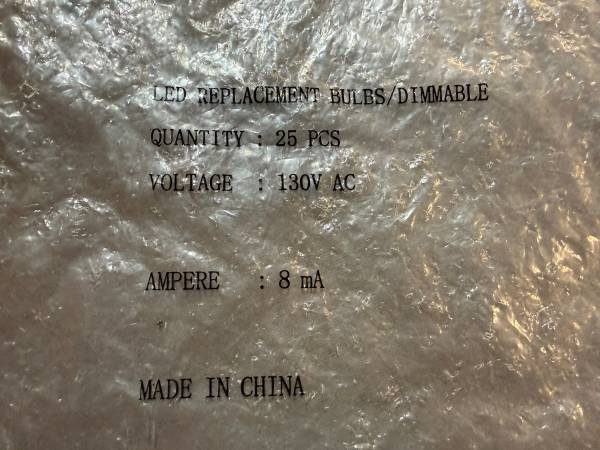 LED REPLACEMENT BULBS/DIMMABLE
QUANTITY : 25 PCS
VOLTAGE : 130V AC
AMPERE : 8 mA
MADE IN CHINA